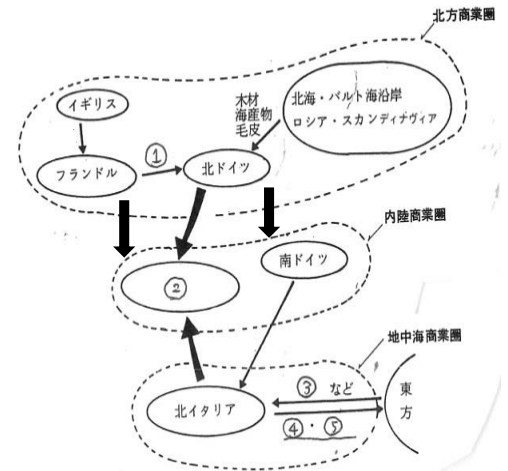 北方商業圏
イギリス
木材
海産物
毛皮
北海・バルト海沿岸
ロシア・スカンディナヴィア
フランドル
①
北ドイツ
内陸商業圏
②
南ドイツ
地中海商業圏
③ など
北イタリア
④・⑤
東方